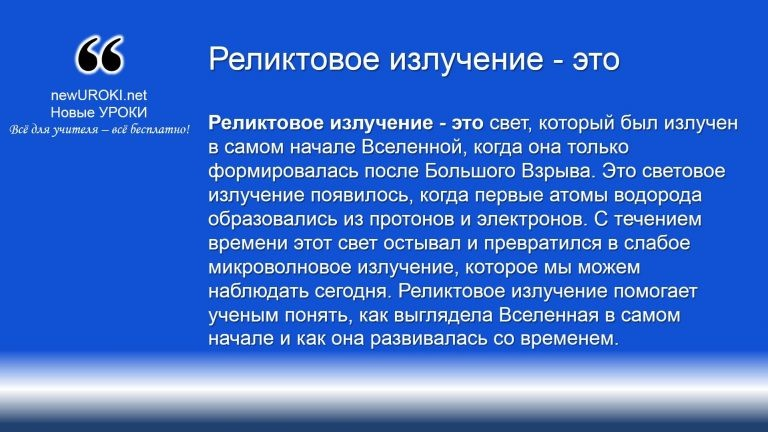 ❝
newUROKI.net
Новые УРОКИ
Всё для учителя – всё бесплатно!
Реликтовое излучение - это
Реликтовое излучение - это свет, который был излучен
в самом начале Вселенной, когда она только
формировалась после Большого Взрыва. Это световое
излучение появилось, когда первые атомы водорода
образовались из протонов и электронов. С течением
времени этот свет остывал и превратился в слабое
микроволновое излучение, которое мы можем
наблюдать сегодня. Реликтовое излучение помогает
ученым понять, как выглядела Вселенная в самом
начале и как она развивалась со временем.